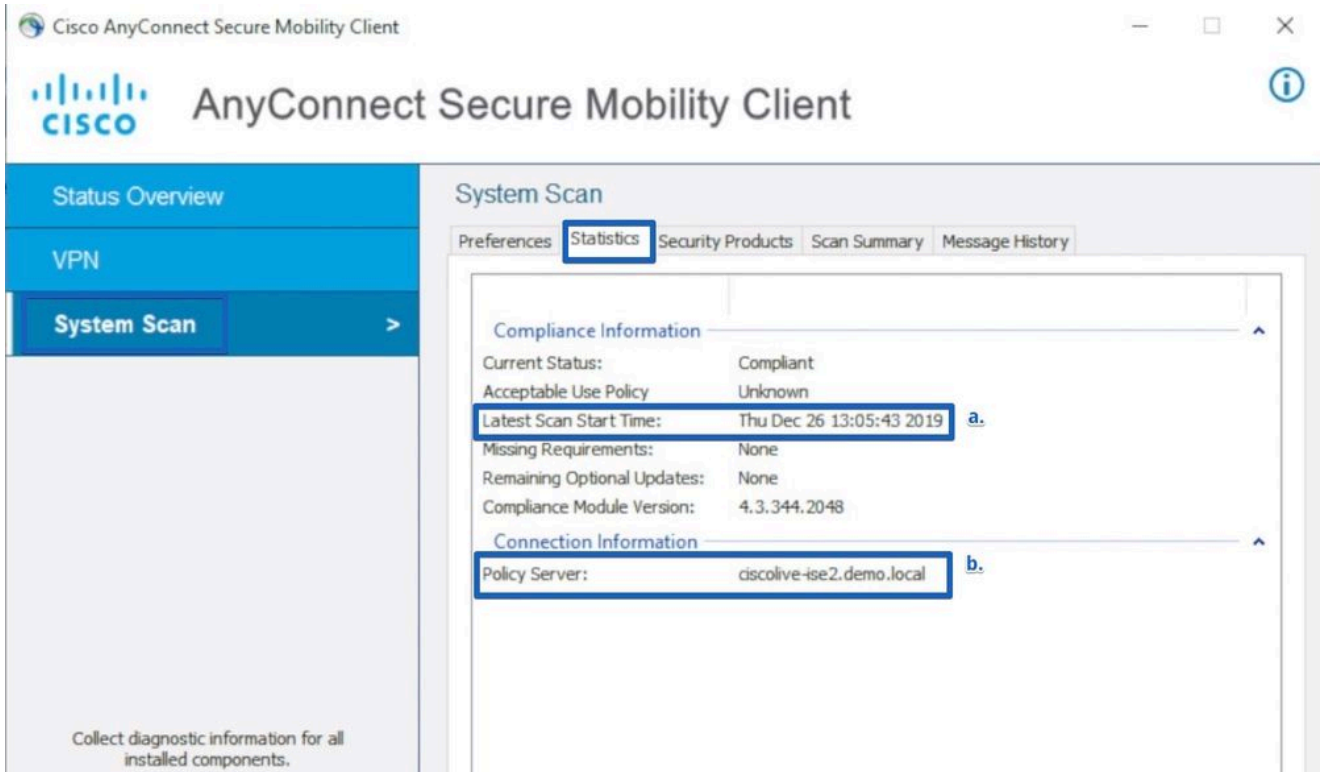 Cisco AnyConnect Secure Mobility Client
CISCO
AnyConnect Secure Mobility Client
Status Overview
VPN
System Scan >
System Scan
Preferences Statistics Security Products Scan Summary Message History
Compliance Information
Current Status: Compliant
Acceptable Use Policy Unknown
Latest Scan Start Time: Thu Dec 26 13:05:43 2019 a.
Missing Requirements: None
Remaining Optional Updates: None
Compliance Module Version: 4.3.344.2048
Connection Information
Policy Server: ciscolive-ise2.demo.local b.
Collect diagnostic information for all
installed components.